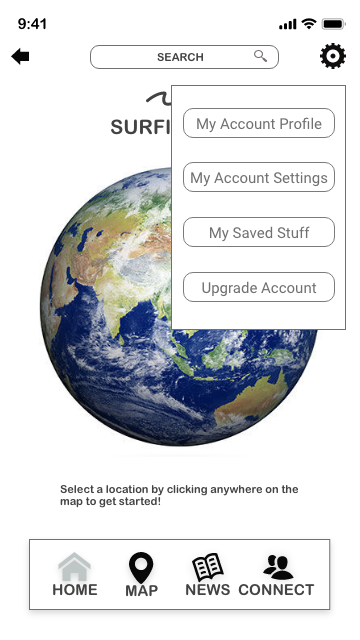 9:41
SEARCH
My Account Profile
My Account Settings
My Saved Stuff
Upgrade Account
Select a location by clicking anywhere on the
map to get started!
HOME
MAP
NEWS
CONNECT